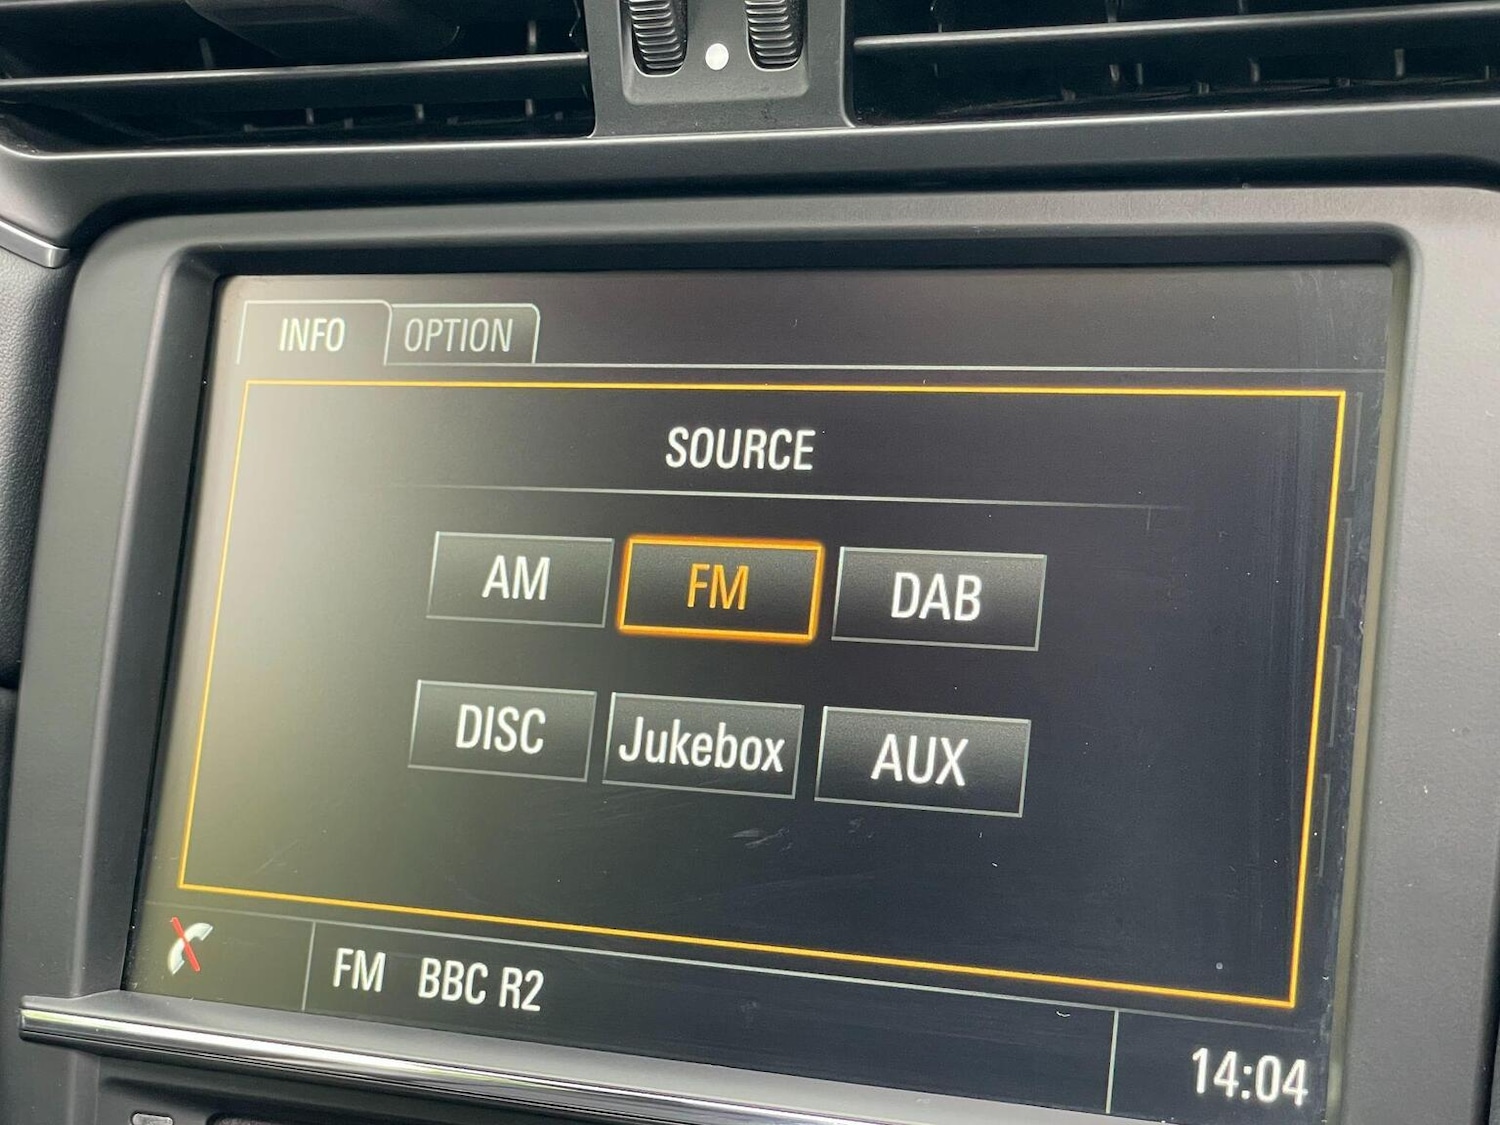 INFO OPTION
SOURCE
AM FM DAB
DISC Jukebox AUX
FM BBC R2
14:04